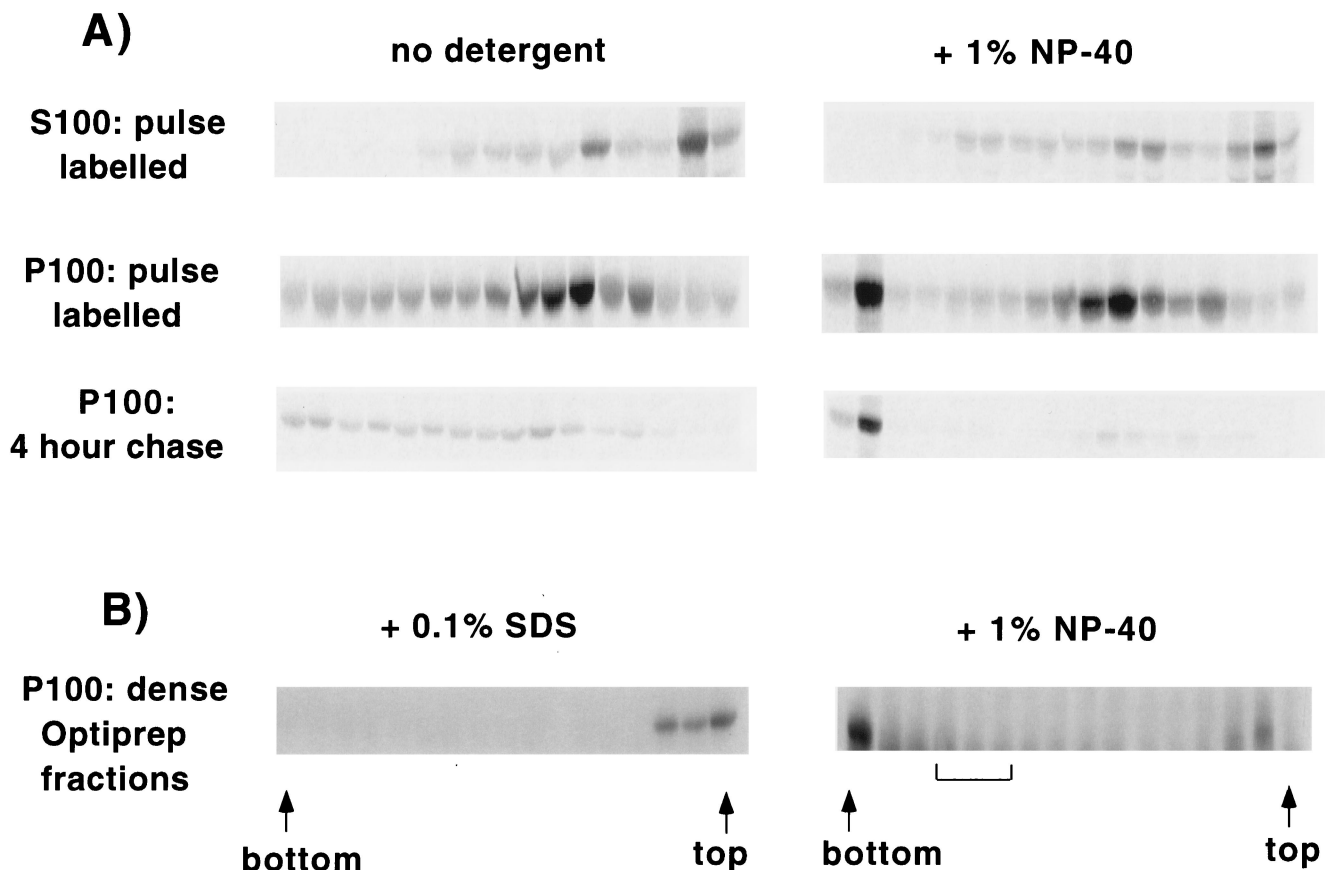 A)
no detergent
+ 1% NP-40
S100: pulse
labelled
P100: pulse
labelled
P100:
4 hour chase
B)
+ 0.1% SDS
+ 1% NP-40
P100: dense
Optiprep
fractions
bottom
top
bottom
top